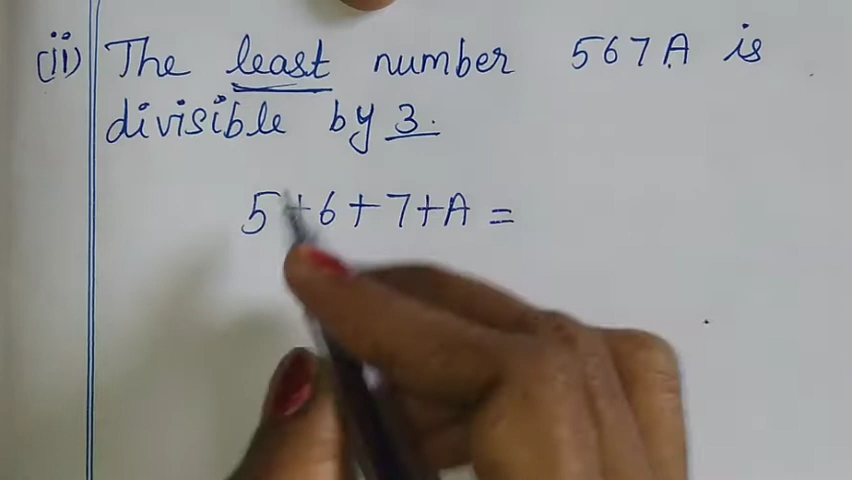 (ii) The least number 567A is
divisible by 3.
5+6+7+A =